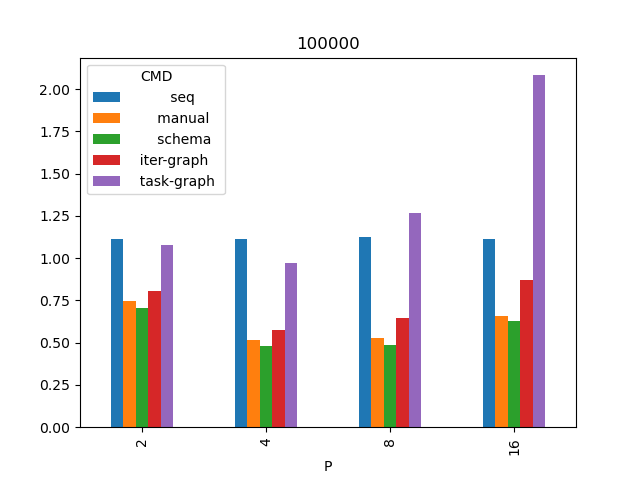 100000
CMD
seq
manual
schema
iter-graph
task-graph
2.00
1.75
1.50
1.25
1.00
0.75
0.50
0.25
0.00
2 4 8 16
P